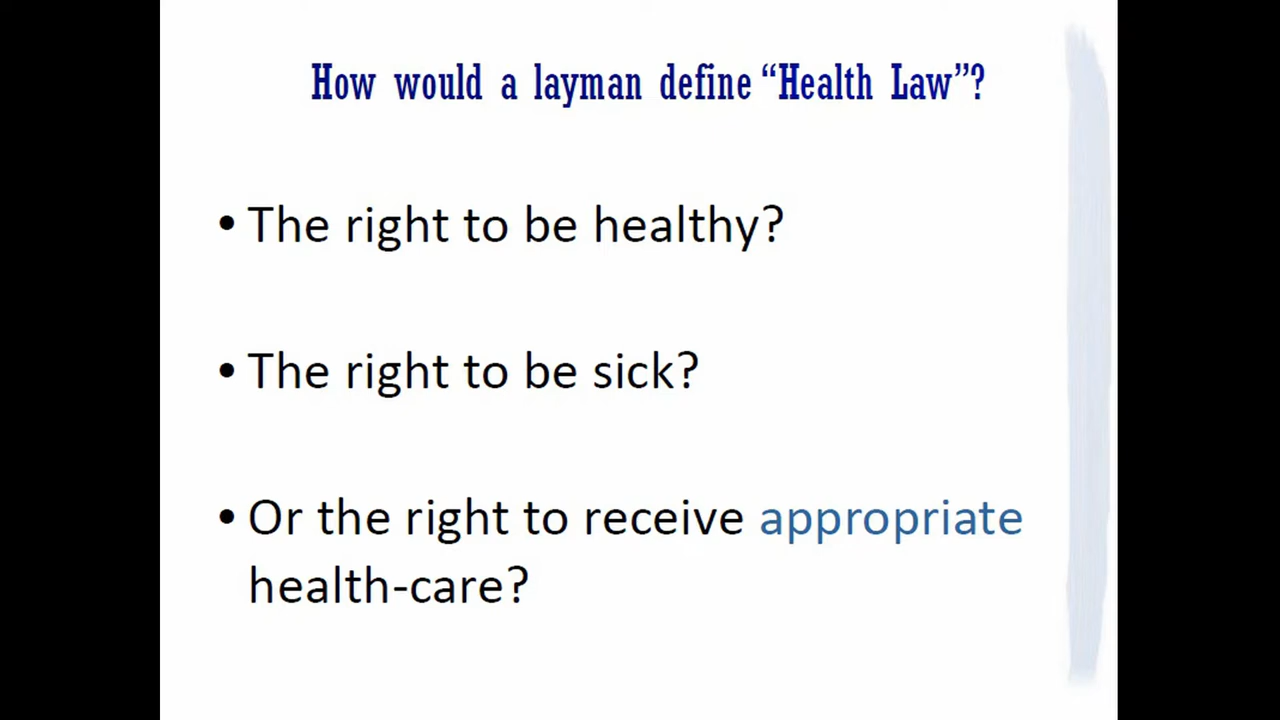 How would a layman define “Health Law”?
• The right to be healthy?
• The right to be sick?
• Or the right to receive appropriate
health-care?